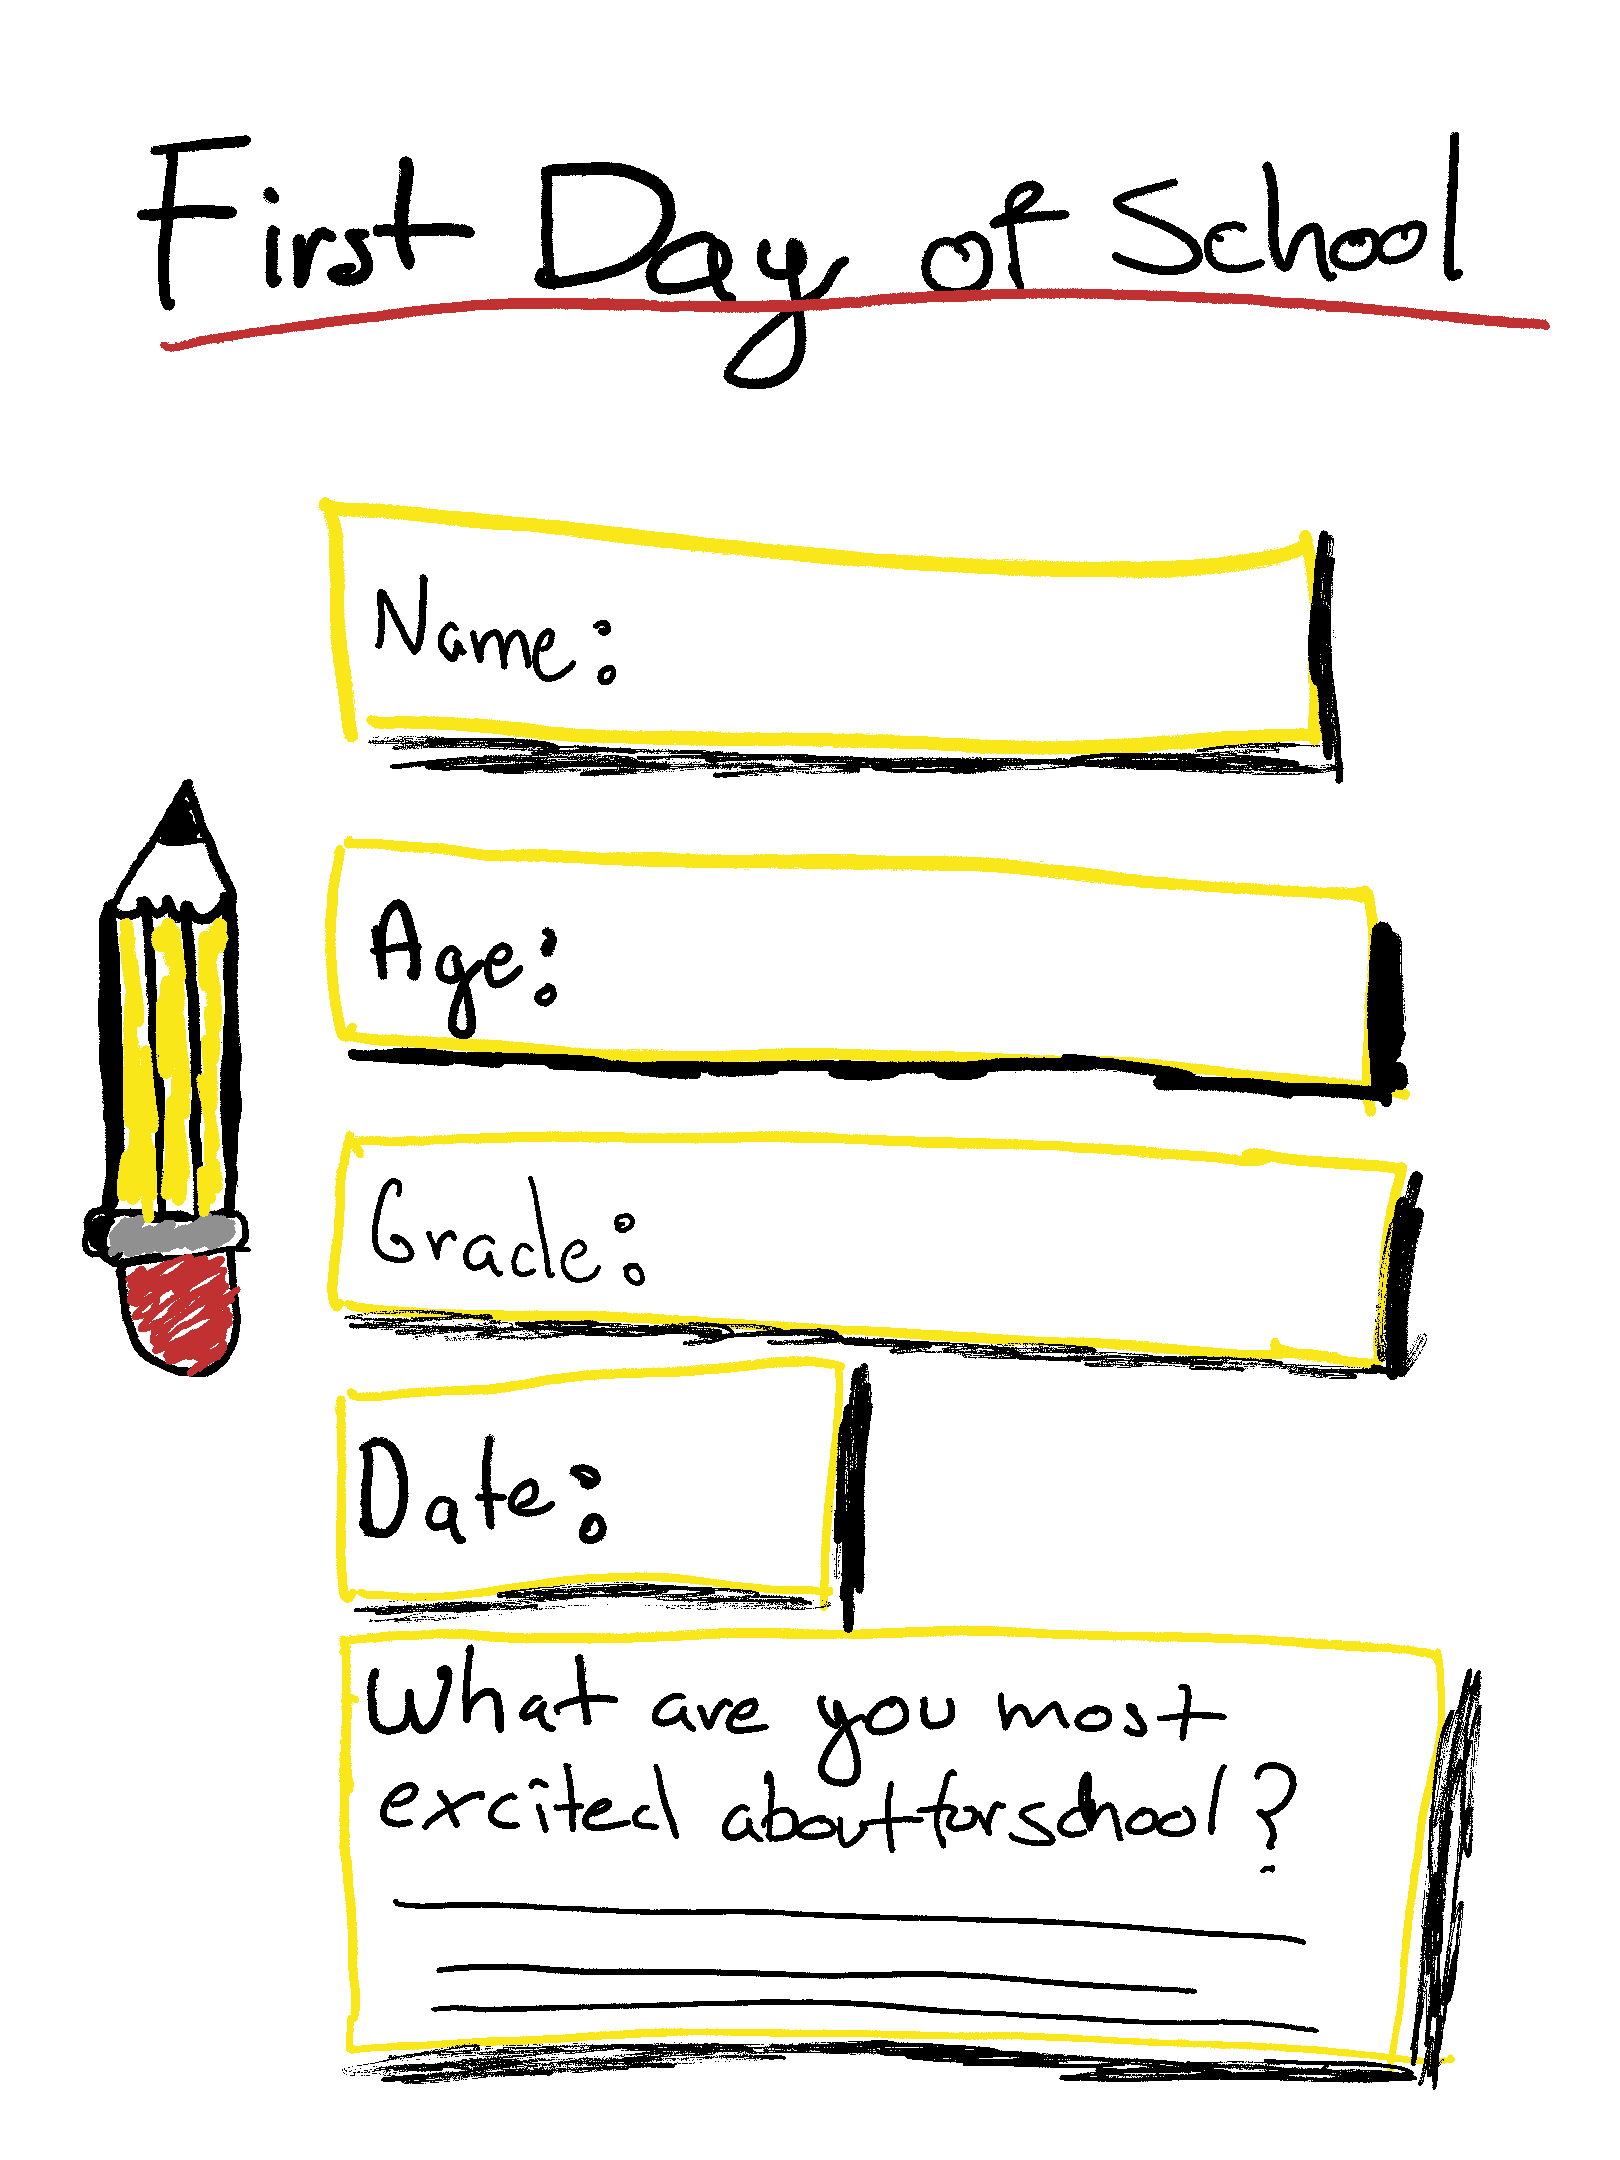 First Day of School
Name:
Age:
Grade:
Date:
What are you most
excited about for school?